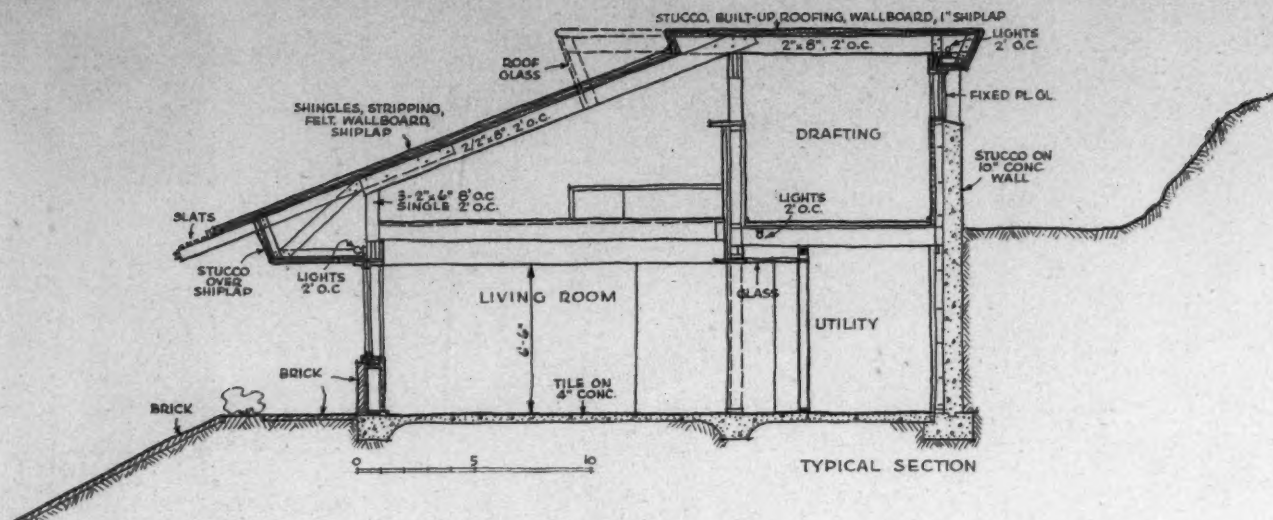 STUCCO, BUILT-UP ROOFING, WALLBOARD, 1" SHIPLAP
LIGHTS
2' O.C.
2" x 8", 2' O.C.
ROOF
GLASS
FIXED PL. GL.
SHINGLES, STRIPPING,
FELT, WALLBOARD,
SHIPLAP
2/2" x 8", 2' O.C.
DRAFTING
STUCCO ON
10" CONC.
WALL
3-2" x 6" 8' O.C.
SINGLE 2' O.C.
LIGHTS
2' O.C.
SLATS
STUCCO
OVER
SHIPLAP
LIGHTS
2' O.C
LIVING ROOM
GLASS
UTILITY
6'-6"
BRICK
TILE ON
4" CONC.
BRICK
0 5 10
TYPICAL SECTION